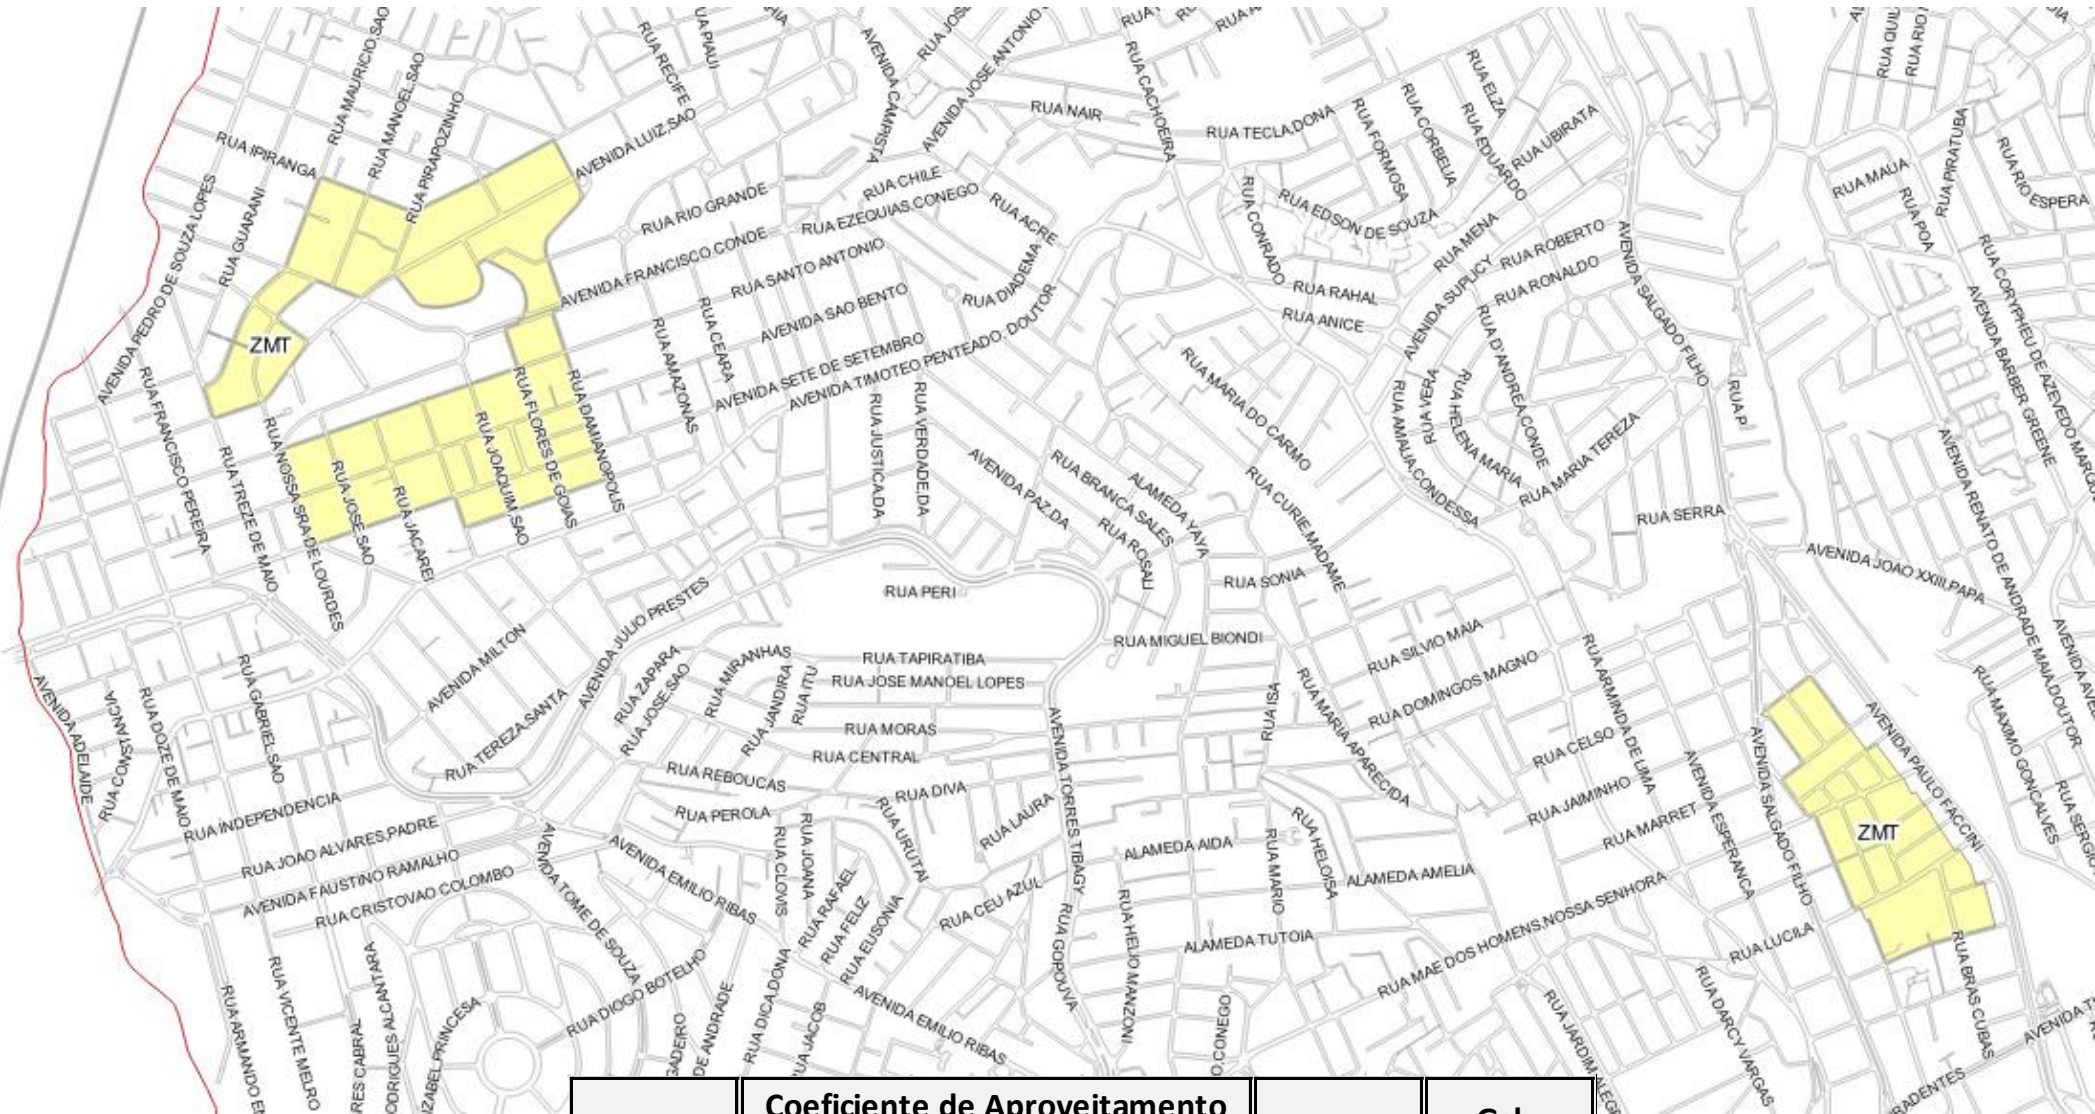 RUA MAURICIO,SAO
RUA MANOEL,SAO
RUA PIRAPOZINHO
RUA RECIFE
RUA PIAUI
AVENIDA CAMPISTA
AVENIDA JOSE ANTONIO
RUA NAIR
RUA CACHOEIRA
RUA TECLA,DONA
RUA FORMOSA
RUA CORBELIA
RUA ELZA
RUA EDUARDO
RUA UBIRATA
RUA IPIRANGA
AVENIDA LUIZ,SAO
RUA MAUA
RUA PIRATUBA
RUA RIO ESPERA
RUA POA
AVENIDA PEDRO DE SOUZA LOPES
RUA GUARANI
RUA RIO GRANDE
RUA CHILE
RUA EZEQUIAS,CONEGO
RUA ACRE
RUA CONRADO
RUA EDSON DE SOUZA
RUA MENA
RUA ROBERTO
RUA RONALDO
AVENIDA SALGADO FILHO
AVENIDA FRANCISCO CONDE
RUA SANTO ANTONIO
RUA DIADEMA
RUA RAHAL
RUA ANICE
AVENIDA SUPLICY
AVENIDA BARBER GREENE
ZMT
RUA AMAZONAS
RUA CEARA
AVENIDA SAO BENTO
AVENIDA SETE DE SETEMBRO
AVENIDA TIMOTEO PENTEADO, DOUTOR
RUA MARIA DO CARMO
RUA AMALIA,CONDESSA
RUA VERA
RUA HELENA MARIA
RUA D'ANDREA CONDE
RUA MARIA TEREZA
RUA P
RUA FRANCISCO PEREIRA
RUA TREZE DE MAIO
RUA NOSSA SRA DE LOURDES
RUA JOSE,SAO
RUA JACAREI
RUA JOAQUIM,SAO
RUA FLORES DE GOIAS
RUA DAMIANOPOLIS
RUA JUSTICA,DA
RUA VERDADE,DA
AVENIDA PAZ,DA
RUA BRANCA SALES
ALAMEDA YAYA
RUA ROSALI
RUA CURIE,MADAME
RUA SERRA
AVENIDA JOAO XXIII,PAPA
AVENIDA RENATO DE ANDRADE MAIA,DOUTOR
RUA PERI
RUA SONIA
RUA MIGUEL BIONDI
AVENIDA MILTON
AVENIDA JULIO PRESTES
RUA TEREZA,SANTA
RUA ZAPARA
RUA JOSE,SAO
RUA MIRANHAS
RUA JANDIRA
RUA ITU
RUA TAPIRATIBA
RUA JOSE MANOEL LOPES
RUA MORAS
RUA CENTRAL
RUA SILVIO MAIA
RUA DOMINGOS MAGNO
RUA ARMINDA DE LIMA
RUA ISA
RUA MARIA APARECIDA
RUA CELSO
RUA JAIMINHO
RUA MARRET
AVENIDA ESPERANCA
AVENIDA SALGADO FILHO
AVENIDA PAULO FACCINI
RUA MAXIMO GONCALVES
AVENIDA ADELAIDE
RUA CONSTANCIA
RUA DOZE DE MAIO
RUA GABRIEL,SAO
RUA INDEPENDENCIA
RUA JOAO ALVARES,PADRE
AVENIDA FAUSTINO RAMALHO
RUA CRISTOVAO COLOMBO
RUA REBOUCAS
RUA PEROLA
RUA DIVA
RUA LAURA
RUA URUTAI
AVENIDA TORRES TIBAGY
ALAMEDA AIDA
RUA MARIO
RUA HELOISA
ALAMEDA AMELIA
ZMT
AVENIDA TOME DE SOUZA
AVENIDA EMILIO RIBAS
RUA CLOVIS
RUA JOANA
RUA RAFAEL
RUA FELIZ
RUA EUSONIA
RUA CEU AZUL
RUA GOPOUVA
RUA HELIO MANZONI
ALAMEDA TUTOIA
RUA MAE DOS HOMENS,NOSSA SENHORA
RUA LUCILA
RUA BRAS CUBAS
RUA VICENTE MELRO
RUA DIOGO BOTELHO
RUA DICA,DONA
RUA JACOB
AVENIDA EMILIO RIBAS
RUA DARCY VARGAS
Coeficiente de Aproveitamento